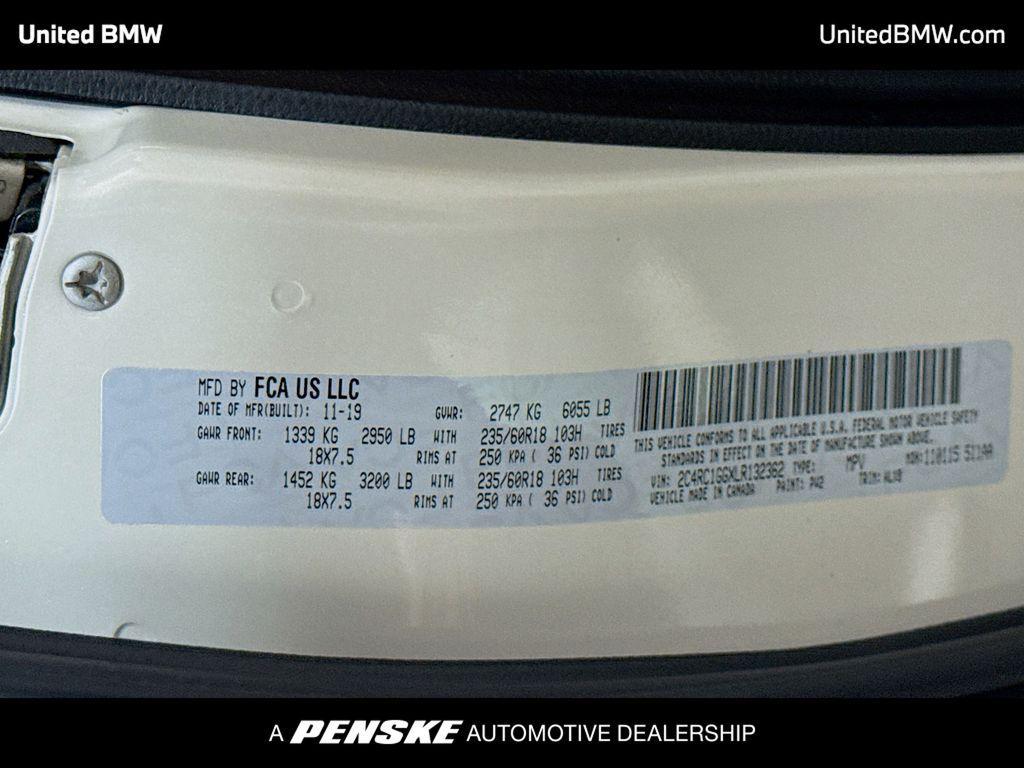 United BMW
UnitedBMW.com
MFD BY FCA US LLC
DATE OF MFR(BUILT): 11-19 GVWR: 2747 KG 6055 LB
GAWR FRONT: 1339 KG 2950 LB WITH 235/60R18 103H TIRES
18X7.5 RIMS AT 250 KPA ( 36 PSI) COLD
GAWR REAR: 1452 KG 3200 LB WITH 235/60R18 103H TIRES
18X7.5 RIMS AT 250 KPA ( 36 PSI) COLD
THIS VEHICLE CONFORMS TO ALL APPLICABLE U.S.A. FEDERAL MOTOR VEHICLE SAFETY
STANDARDS IN EFFECT ON THE DATE OF MANUFACTURE SHOWN ABOVE.
VIN: 2C4RC1GGXLR132362 TYPE: MPV MDH: 110115 511AA
VEHICLE MADE IN CANADA PAINT: PW2 TRIM:
A PENSKE AUTOMOTIVE DEALERSHIP